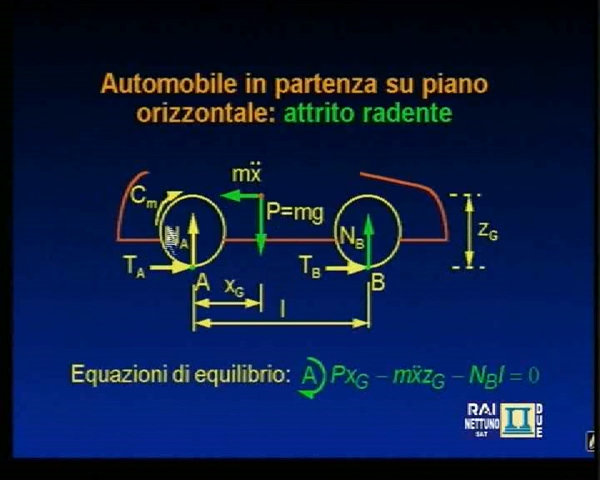 Automobile in partenza su piano
orizzontale: attrito radente
mẍ
Cm
P=mg
NA
NB
zG
TA
A
xG
TB
B
l
Equazioni di equilibrio: A) PxG − mẍzG − NBl = 0
RAI
NETTUNO
SAT
DUE